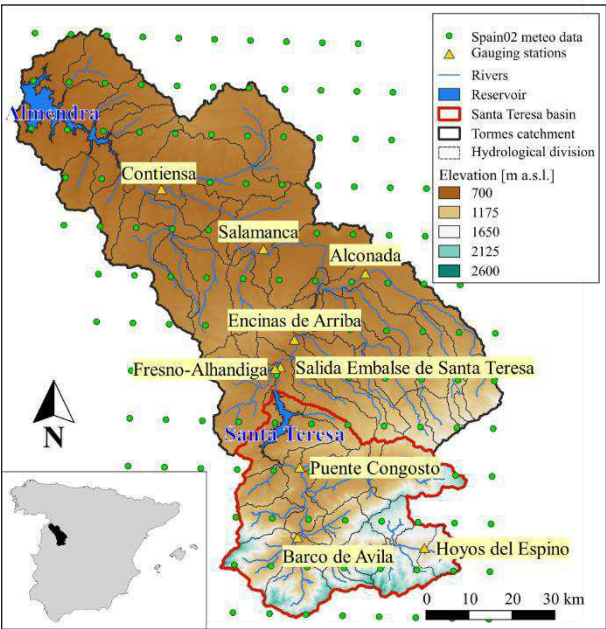 Spain02 meteo data
Gauging stations
Rivers
Reservoir
Santa Teresa basin
Tormes catchment
Hydrological division
Elevation [m a.s.l.]
700
1175
1650
2125
2600
Almendra
Contiensa
Salamanca
Alconada
Encinas de Arriba
Fresno-Alhandiga
Salida Embalse de Santa Teresa
Santa Teresa
N
Puente Congosto
Barco de Avila
Hoyos del Espino
0 10 20 30 km